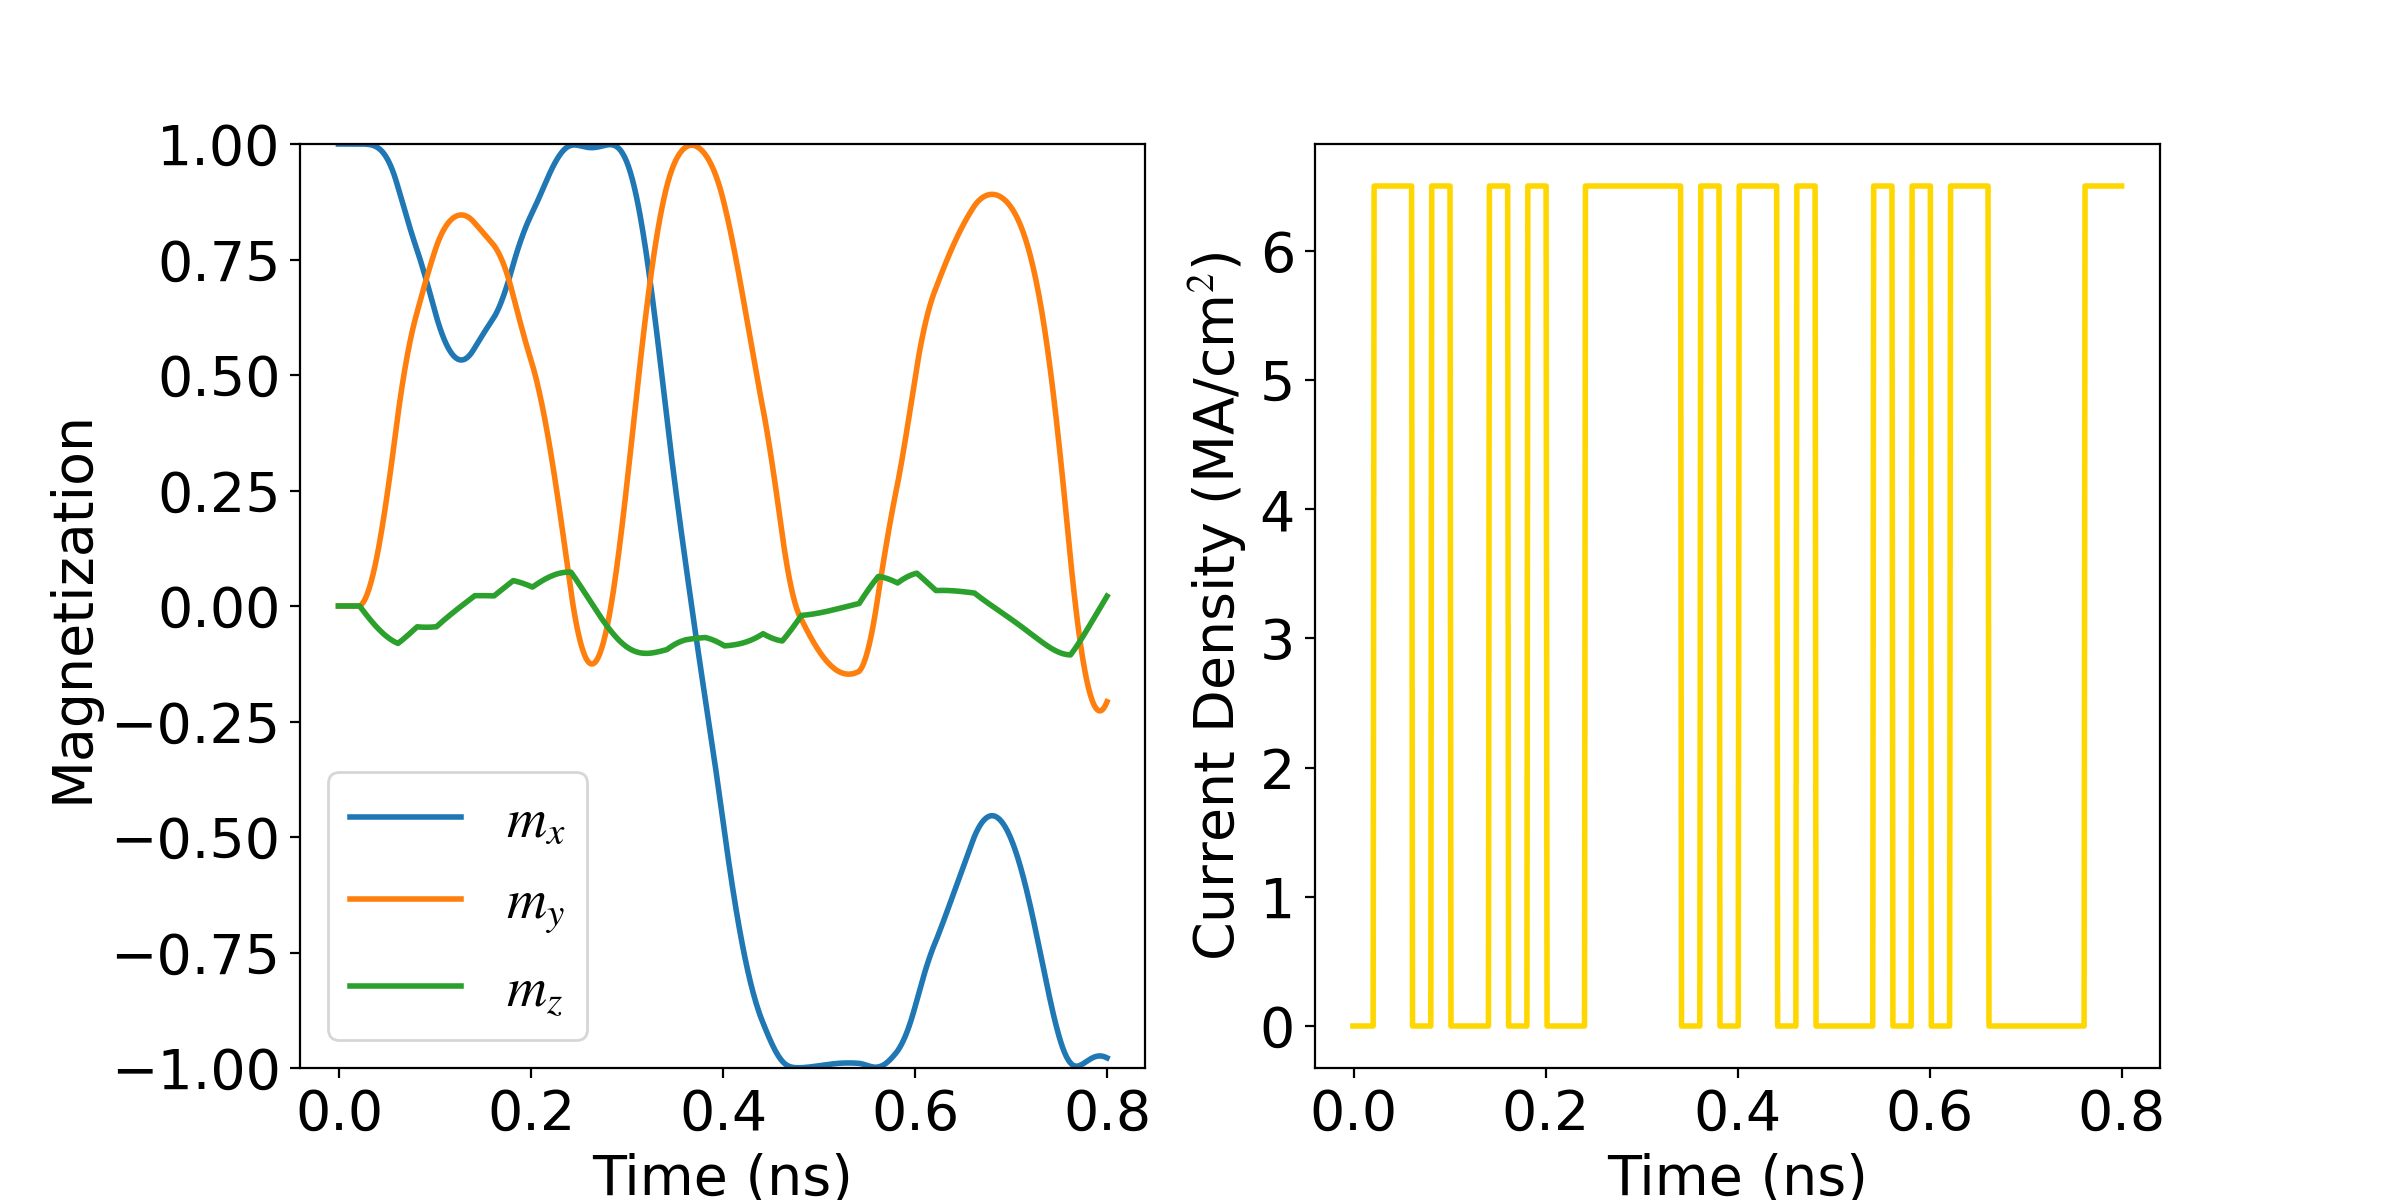 Magnetization
1.00
0.75
0.50
0.25
0.00
−0.25
−0.50
−0.75
−1.00
m_x
m_y
m_z
0.0 0.2 0.4 0.6 0.8
Time (ns)
Current Density (MA/cm²)
6
5
4
3
2
1
0
0.0 0.2 0.4 0.6 0.8
Time (ns)